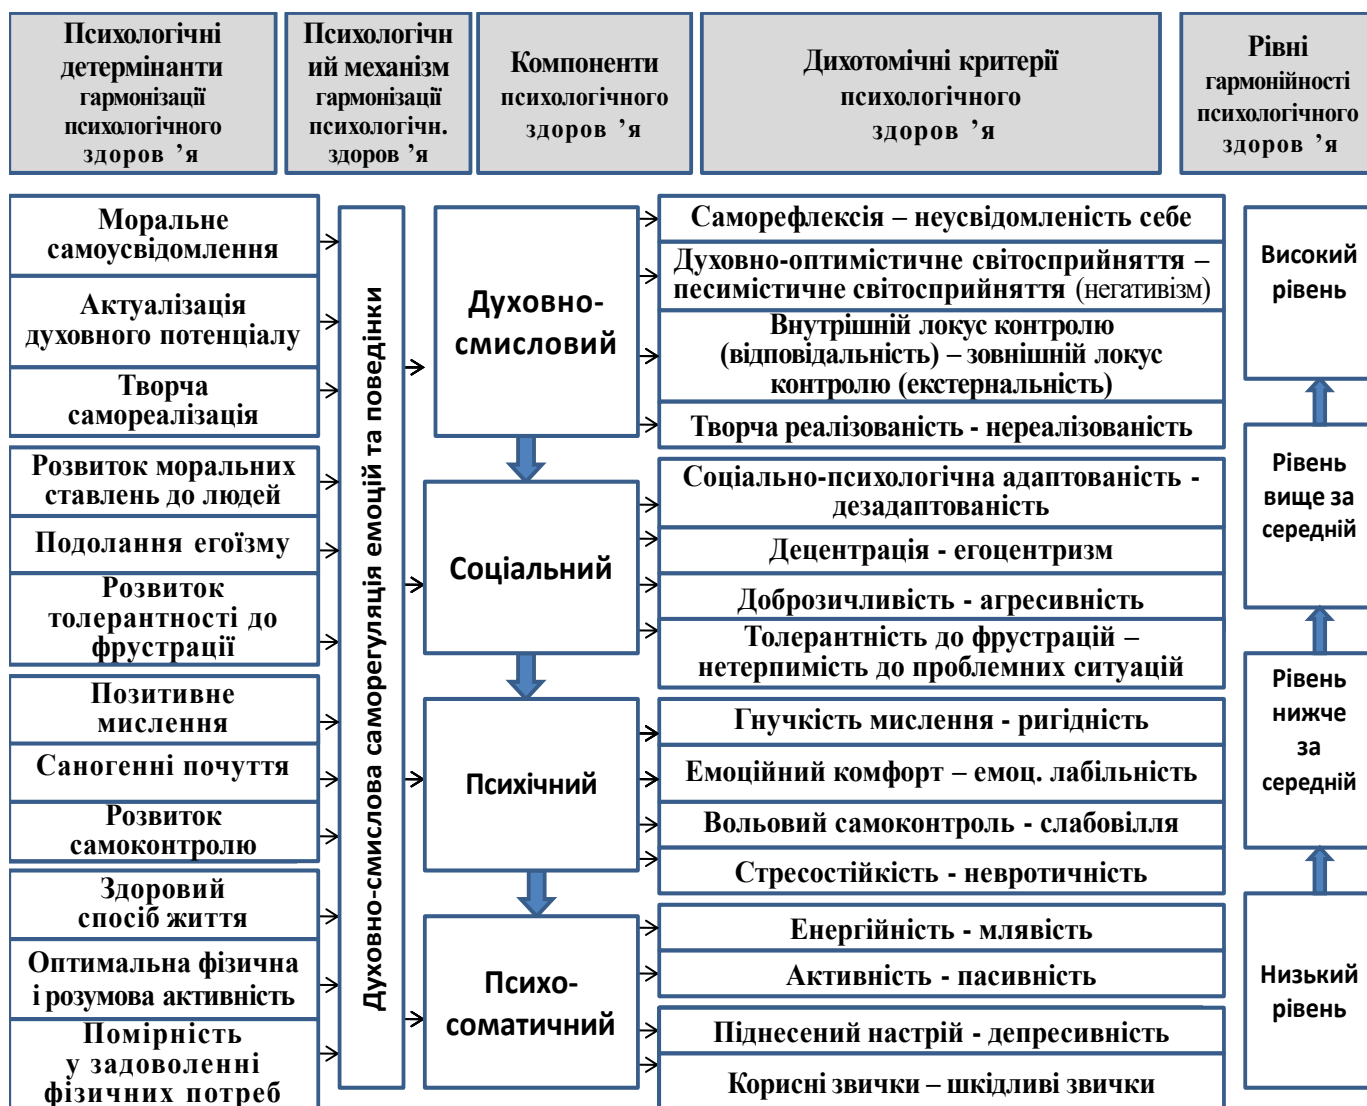 Психологічні
детермінанти
гармонізації
психологічного
здоров ’я
Психологічн
ий механізм
гармонізації
психологічн.
здоров ’я
Компоненти
психологічного
здоров ’я
Дихотомічні критерії
психологічного
здоров ’я
Рівні
гармонійності
психологічного
здоров ’я
Моральне
самоусвідомлення
Актуалізація
духовного потенціалу
Творча
самореалізація
Розвиток моральних
ставлень до людей
Подолання егоїзму
Розвиток
толерантності до
фрустрації
Позитивне
мислення
Саногенні почуття
Розвиток
самоконтролю
Здоровий
спосіб життя
Оптимальна фізична
і розумова активність
Помірність
у задоволенні
фізичних потреб
Духовно-смислова саморегуляція емоцій та поведінки
Духовно-
смисловий
Соціальний
Психічний
Психо-
соматичний
Саморефлексія – неусвідомленість себе
Духовно-оптимістичне світосприйняття –
песимістичне світосприйняття (негативізм)
Внутрішній локус контролю
(відповідальність) – зовнішній локус
контролю (екстернальність)
Творча реалізованість - нереалізованість
Соціально-психологічна адаптованість -
дезадаптованість
Децентрація - егоцентризм
Доброзичливість - агресивність
Толерантність до фрустрацій –
нетерпимість до проблемних ситуацій
Гнучкість мислення - ригідність
Емоційний комфорт – емоц. лабільність
Вольовий самоконтроль - слабовілля
Стресостійкість - невротичність
Енергійність - млявість
Активність - пасивність
Піднесений настрій - депресивність
Корисні звички – шкідливі звички
Високий
рівень
Рівень
вище за
середній
Рівень
нижче
за
середній
Низький
рівень